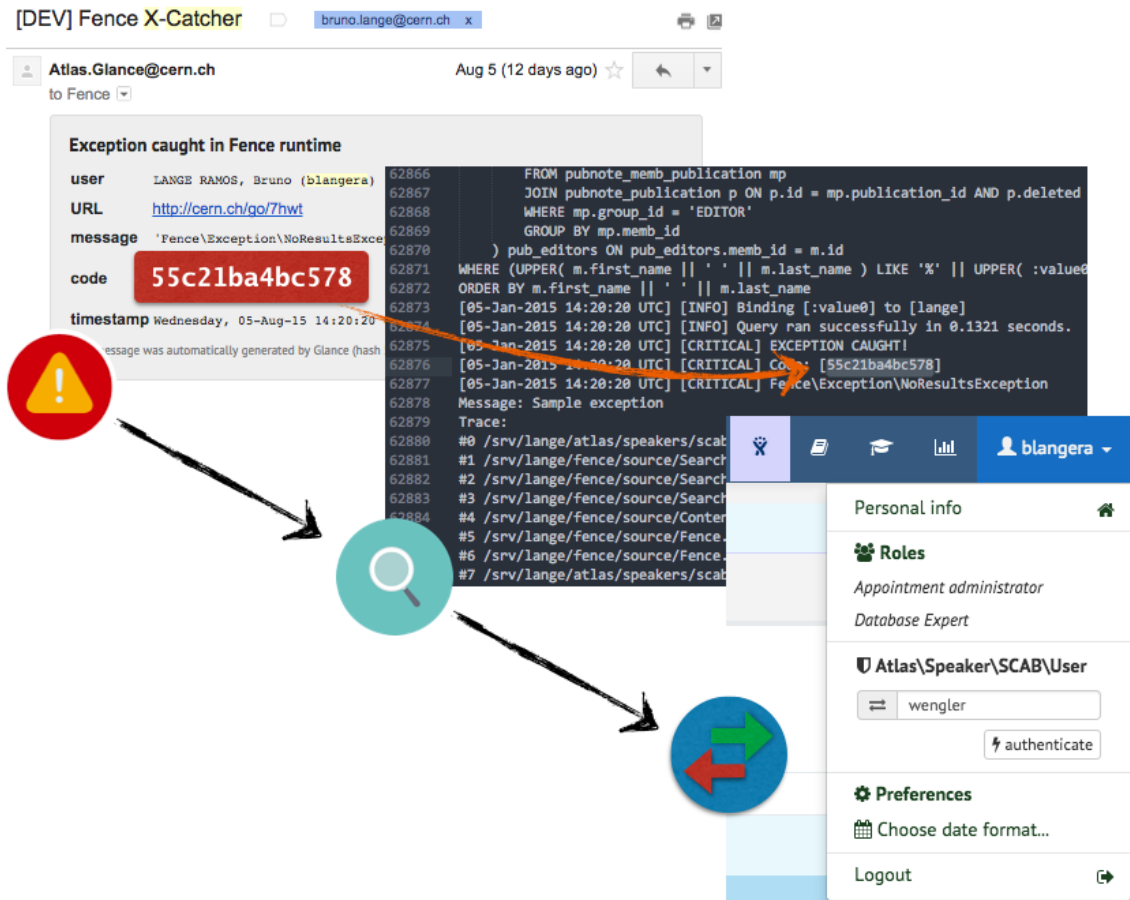 [DEV] Fence X-Catcher
bruno.lange@cern.ch x
Atlas.Glance@cern.ch
Aug 5 (12 days ago)
to Fence
Exception caught in Fence runtime
user LANGE RAMOS, Bruno (blangera)
URL http://cern.ch/go/7hwt
message 'Fence\Exception\NoResultsExce
code 55c21ba4bc578
timestamp Wednesday, 05-Aug-15 14:20:20
essage was automatically generated by Glance (hash
62866 FROM pubnote_memb_publication mp
62867 JOIN pubnote_publication p ON p.id = mp.publication_id AND p.deleted
62868 WHERE mp.group_id = 'EDITOR'
62869 GROUP BY mp.memb_id
62870 ) pub_editors ON pub_editors.memb_id = m.id
62871 WHERE (UPPER( m.first_name || ' ' || m.last_name ) LIKE '%' || UPPER( :value0
62872 ORDER BY m.first_name || ' ' || m.last_name
62873 [05-Jan-2015 14:20:20 UTC] [INFO] Binding [:value0] to [lange]
62874 [05-Jan-2015 14:20:20 UTC] [INFO] Query ran successfully in 0.1321 seconds.
62875 [05-Jan-2015 14:20:20 UTC] [CRITICAL] EXCEPTION CAUGHT!
62876 [05-Jan-2015 14:20:20 UTC] [CRITICAL] Code: [55c21ba4bc578]
62877 [05-Jan-2015 14:20:20 UTC] [CRITICAL] Fence\Exception\NoResultsException
62878 Message: Sample exception
62879 Trace:
62880 #0 /srv/lange/atlas/speakers/scab
62881 #1 /srv/lange/fence/source/Search
62882 #2 /srv/lange/fence/source/Search
62883 #3 /srv/lange/fence/source/Search
62884 #4 /srv/lange/fence/source/Conten
#5 /srv/lange/fence/source/Fence.
#6 /srv/lange/fence/source/Fence.
#7 /srv/lange/atlas/speakers/scab
blangera
Personal info
Roles
Appointment administrator
Database Expert
Atlas\Speaker\SCAB\User
wengler
authenticate
Preferences
Choose date format...
Logout